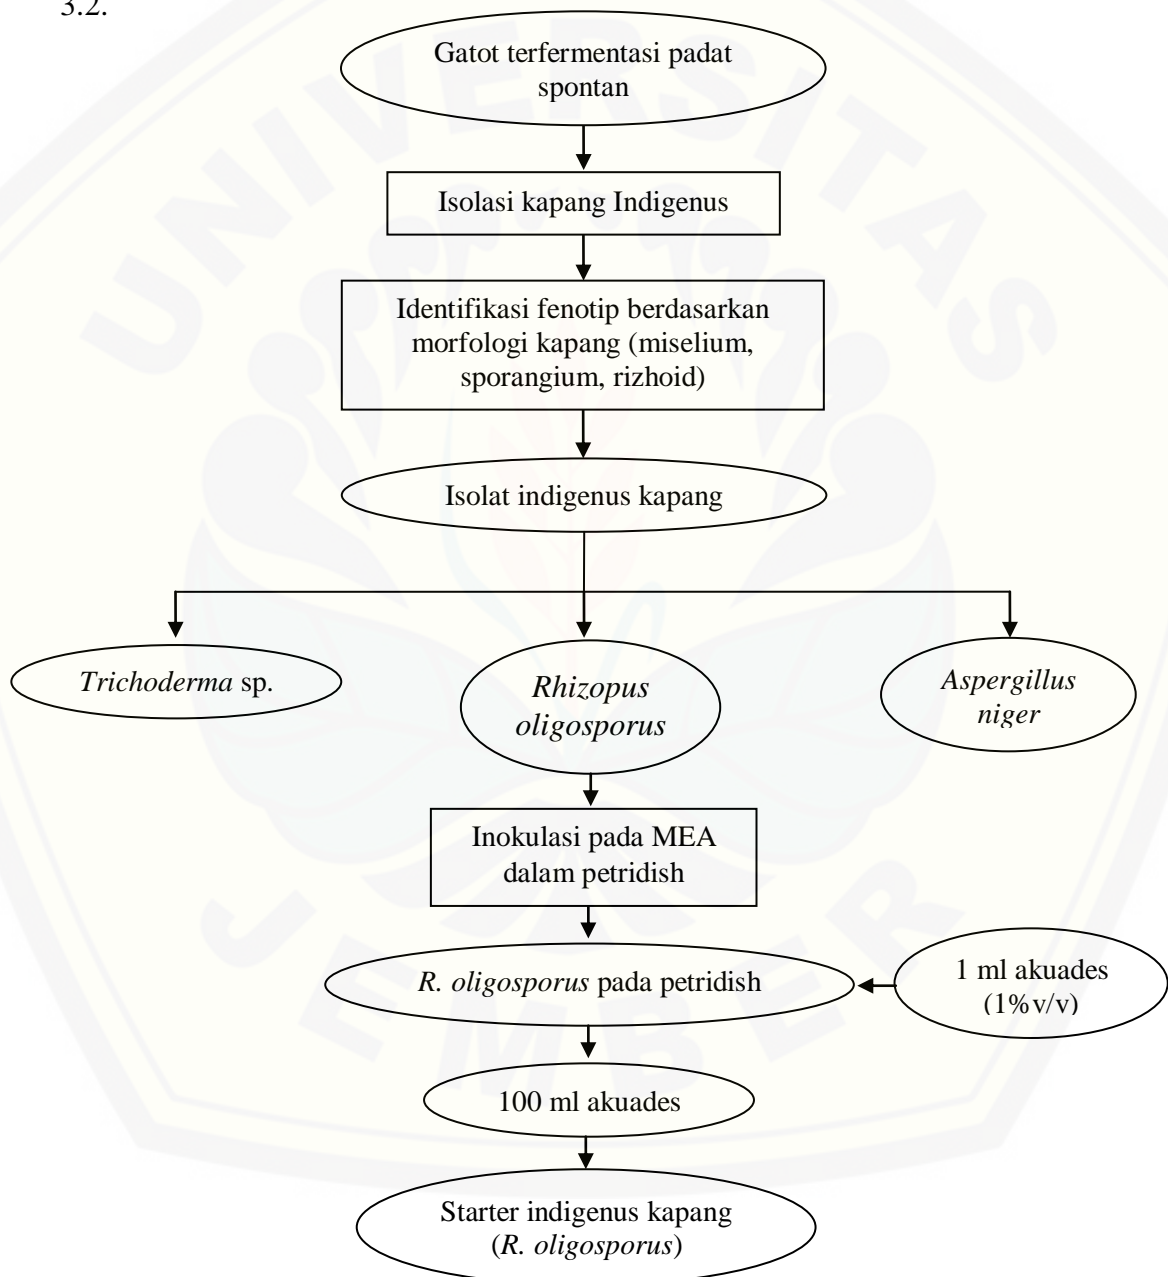 3.2.
Gatot terfermentasi padat
spontan
Isolasi kapang Indigenus
Identifikasi fenotip berdasarkan
morfologi kapang (miselium,
sporangium, rizhoid)
Isolat indigenus kapang
Trichoderma sp.
Rhizopus
oligosporus
Aspergillus
niger
Inokulasi pada MEA
dalam petridish
R. oligosporus pada petridish
1 ml akuades
(1%v/v)
100 ml akuades
Starter indigenus kapang
(R. oligosporus)
UNIVERSITAS
JEMBER